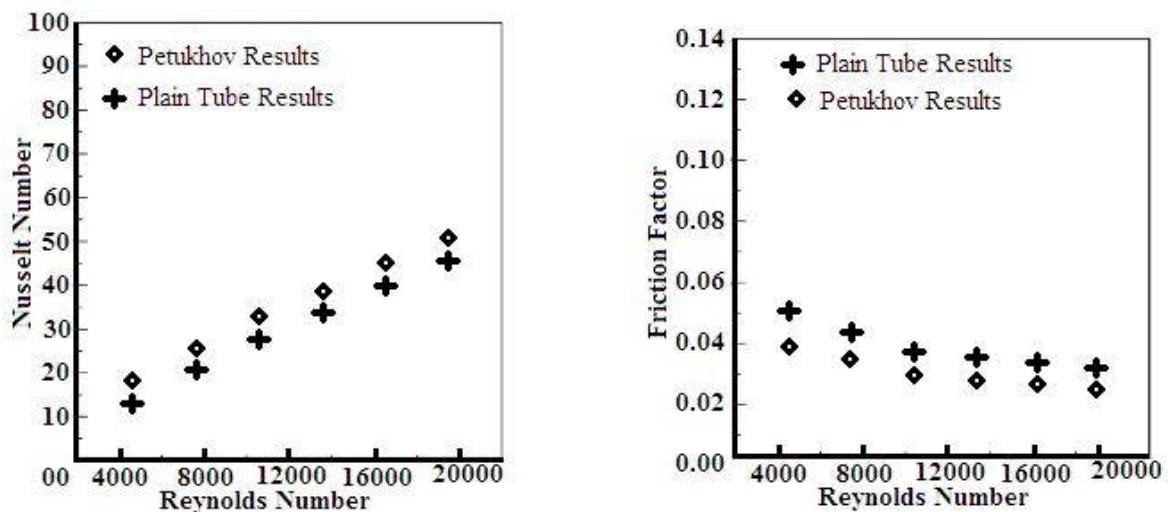 100
90
80
70
60
50
40
30
20
10
00
Nusselt Number
Petukhov Results
Plain Tube Results
4000 8000 12000 16000 20000
Reynolds Number
0.14
0.12
0.10
0.08
0.06
0.04
0.02
0.00
Friction Factor
Plain Tube Results
Petukhov Results
4000 8000 12000 16000 20000
Reynolds Number